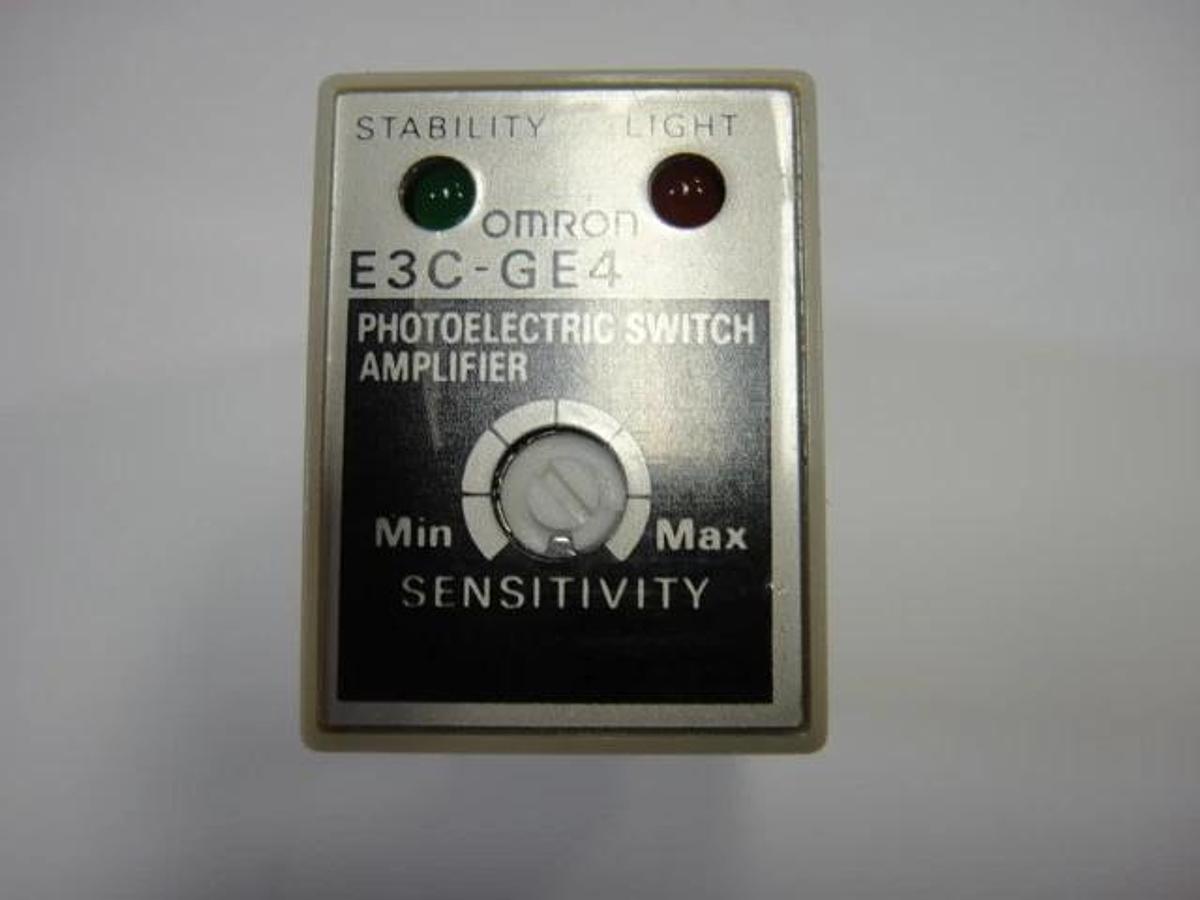 STABILITY LIGHT
OMRON
E3C-GE4
PHOTOELECTRIC SWITCH
AMPLIFIER
Min Max
SENSITIVITY